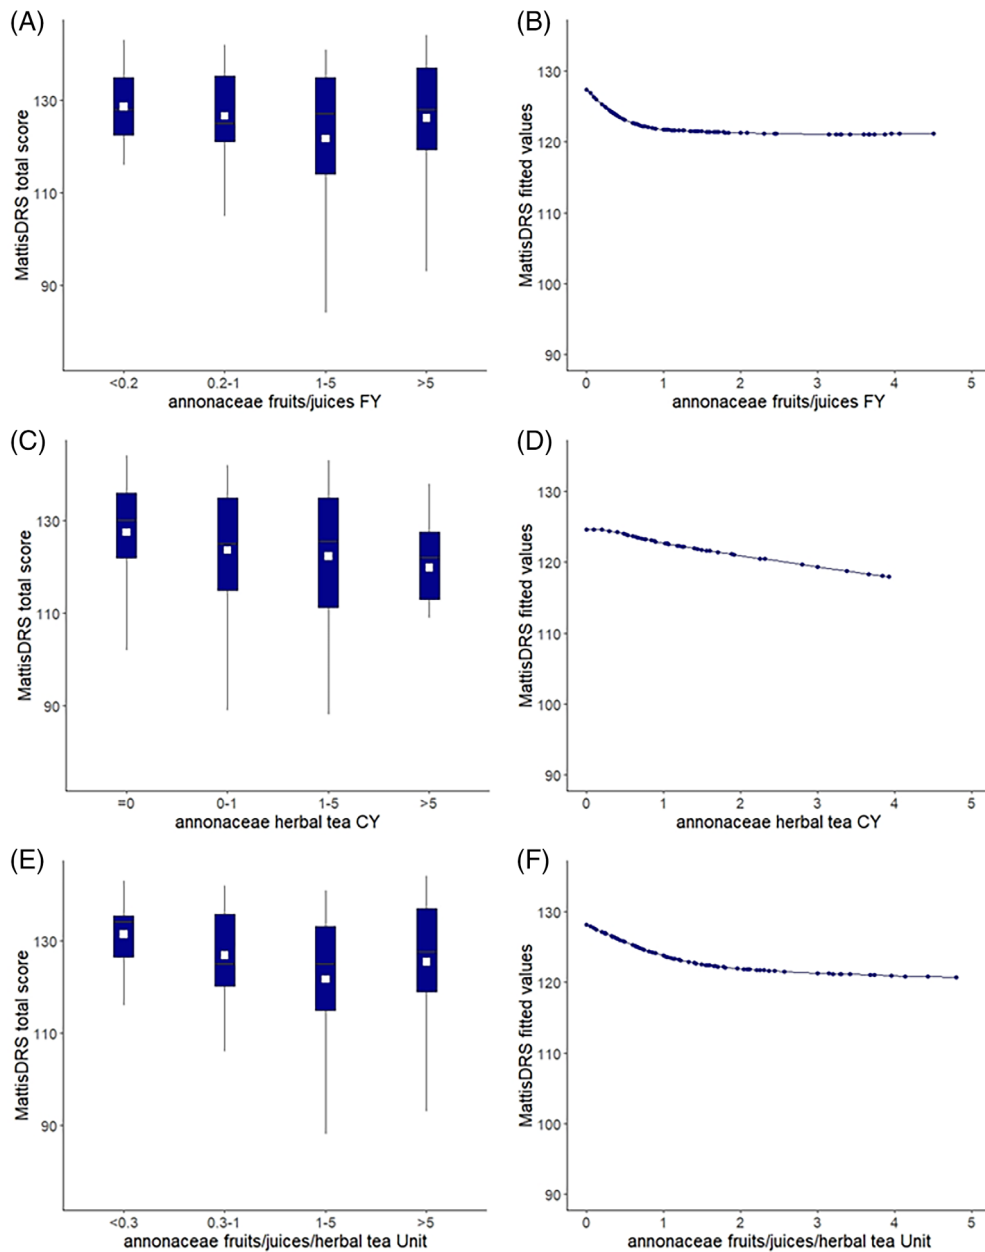 (A)
MattisDRS total score
130
110
90
<0.2 0.2-1 1-5 >5
annonaceae fruits/juices FY
(B)
MattisDRS fitted values
130
120
110
100
90
0 1 2 3 4 5
annonaceae fruits/juices FY
(C)
MattisDRS total score
130
110
90
=0 0-1 1-5 >5
annonaceae herbal tea CY
(D)
MattisDRS fitted values
130
120
110
100
90
0 1 2 3 4 5
annonaceae herbal tea CY
(E)
MattisDRS total score
130
110
90
<0.3 0.3-1 1-5 >5
annonaceae fruits/juices/herbal tea Unit
(F)
MattisDRS fitted values
130
120
110
100
90
0 1 2 3 4 5
annonaceae fruits/juices/herbal tea Unit